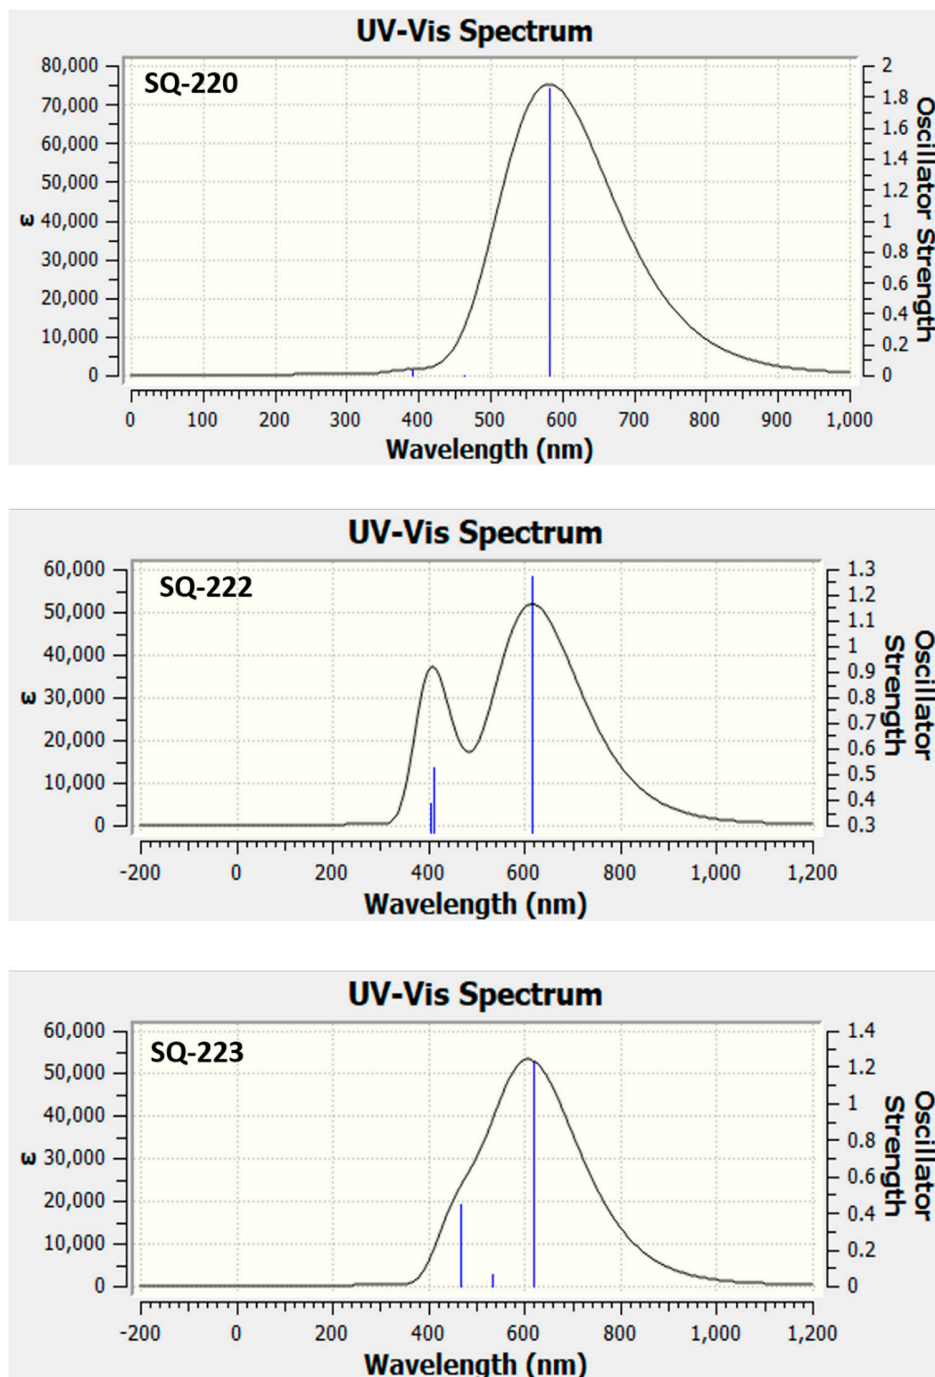 UV-Vis Spectrum
SQ-220
80,000
70,000
60,000
50,000
40,000
30,000
20,000
10,000
0
ε
2
1.8
1.6
1.4
1.2
1
0.8
0.6
0.4
0.2
0
Oscillator Strength
0 100 200 300 400 500 600 700 800 900 1,000
Wavelength (nm)
UV-Vis Spectrum
SQ-222
60,000
50,000
40,000
30,000
20,000
10,000
0
ε
1.3
1.2
1.1
1
0.9
0.8
0.7
0.6
0.5
0.4
0.3
Oscillator
Strength
-200 0 200 400 600 800 1,000 1,200
Wavelength (nm)
UV-Vis Spectrum
SQ-223
60,000
50,000
40,000
30,000
20,000
10,000
0
ε
1.4
1.2
1
0.8
0.6
0.4
0.2
0
Oscillator
Strength
-200 0 200 400 600 800 1,000 1,200
Wavelength (nm)